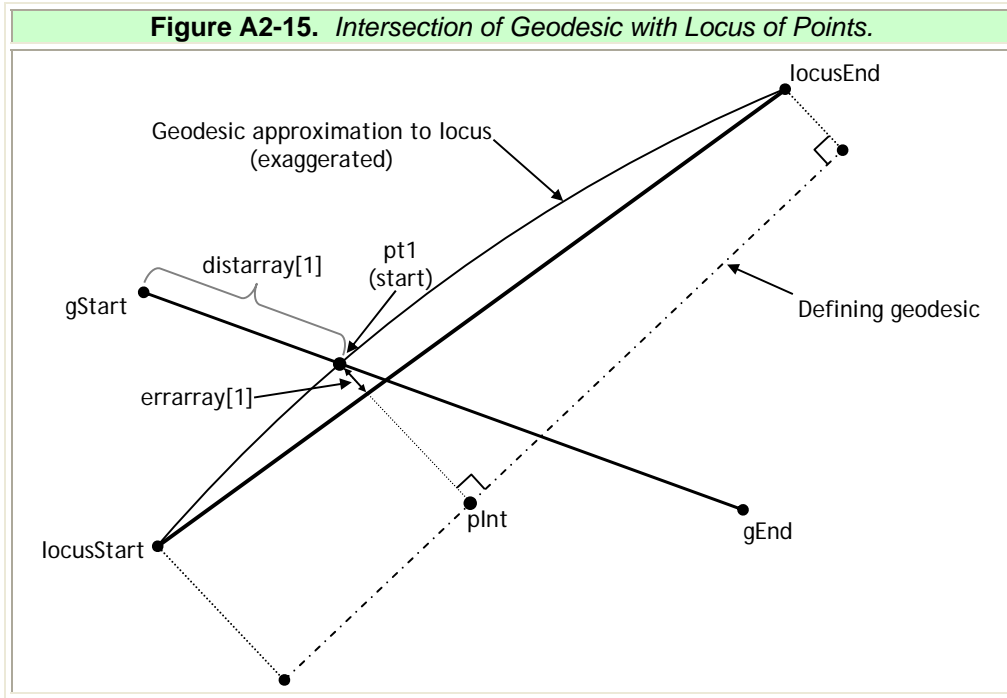 Figure A2-15. Intersection of Geodesic with Locus of Points.
locusEnd
Geodesic approximation to locus
(exaggerated)
pt1
(start)
distarray[1]
gStart
Defining geodesic
errarray[1]
pInt
gEnd
locusStart